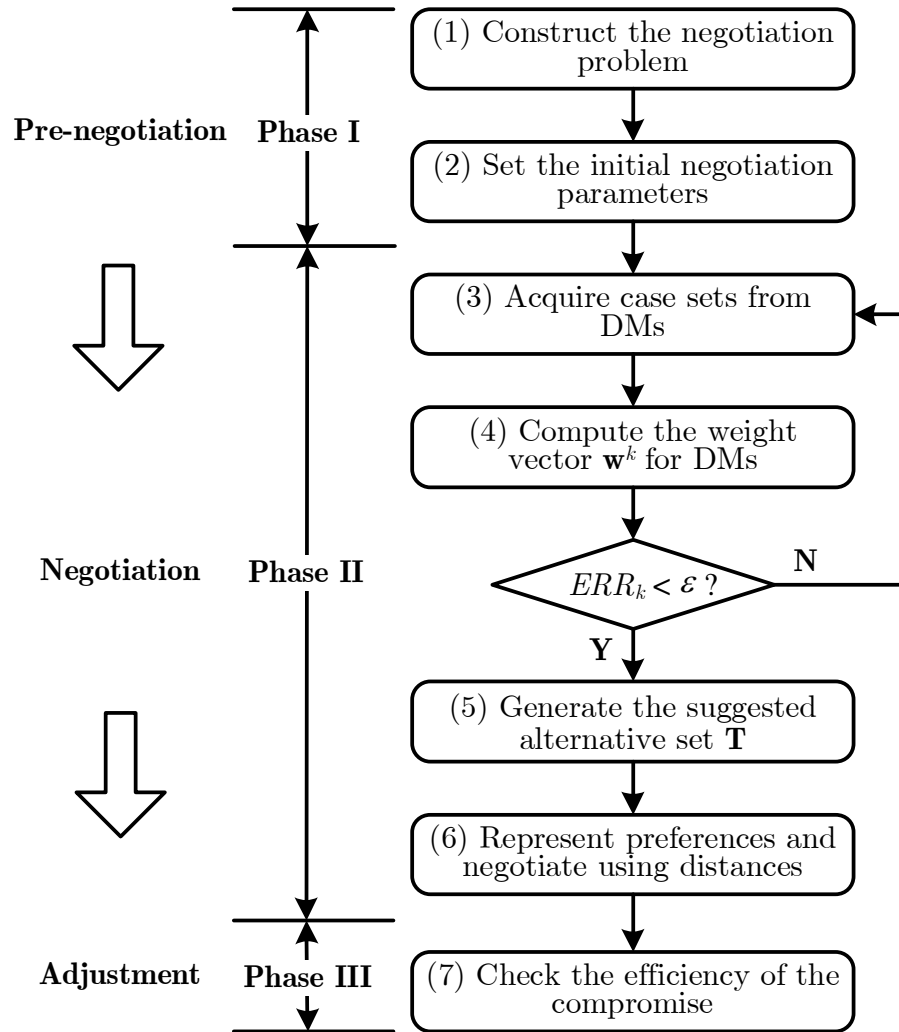 (1) Construct the negotiation
problem
Pre-negotiation
Phase I
(2) Set the initial negotiation
parameters
(3) Acquire case sets from
DMs
(4) Compute the weight
vector w^k for DMs
Negotiation
Phase II
ERR_k < ε ?
N
Y
(5) Generate the suggested
alternative set T
(6) Represent preferences and
negotiate using distances
Adjustment
Phase III
(7) Check the efficiency of the
compromise